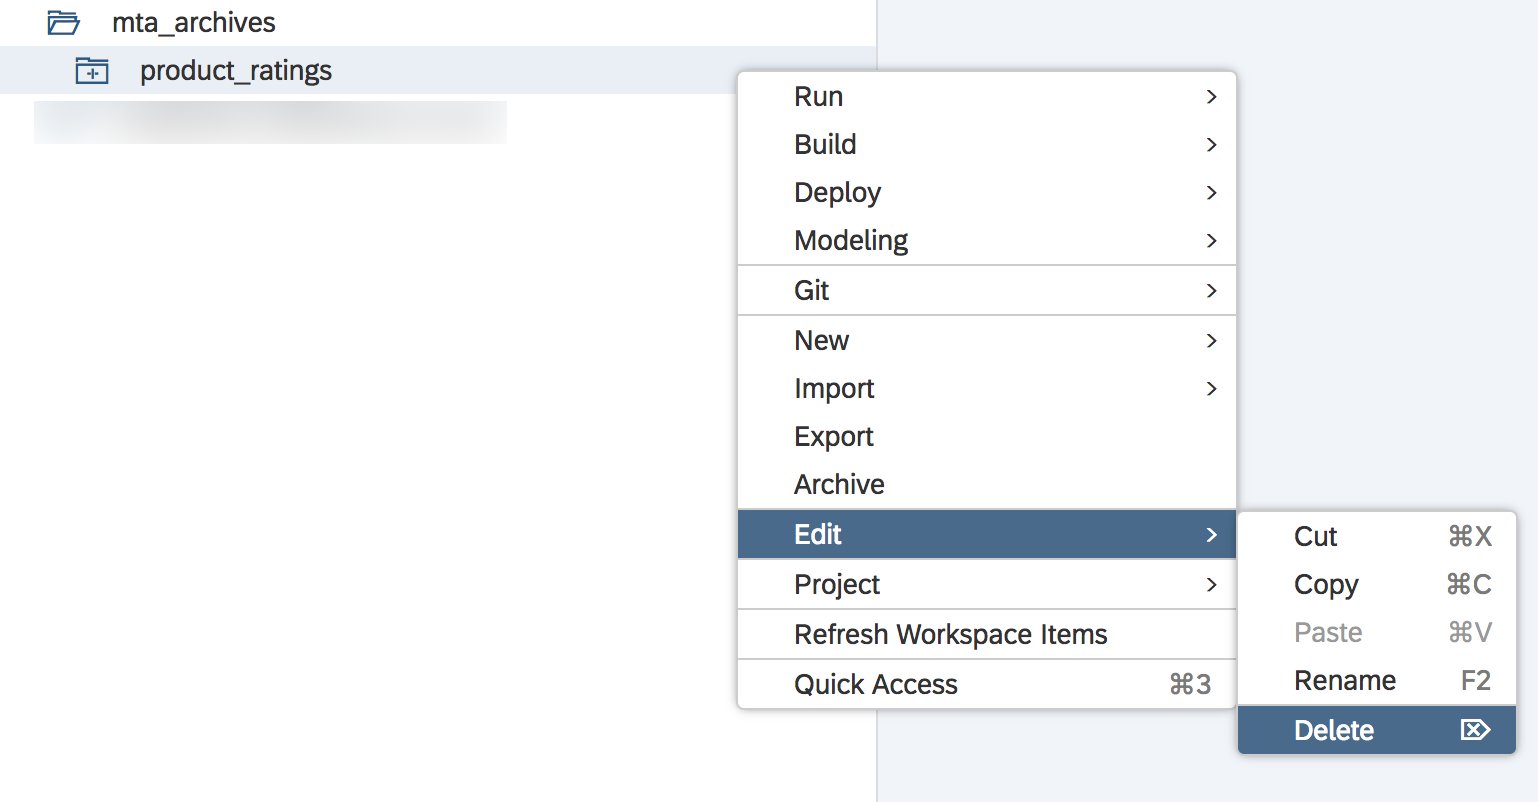 mta_archives
product_ratings
Run
Build
Deploy
Modeling
Git
New
Import
Export
Archive
Edit
Project
Refresh Workspace Items
Quick Access ⌘3
Cut ⌘X
Copy ⌘C
Paste ⌘V
Rename F2
Delete ⌦